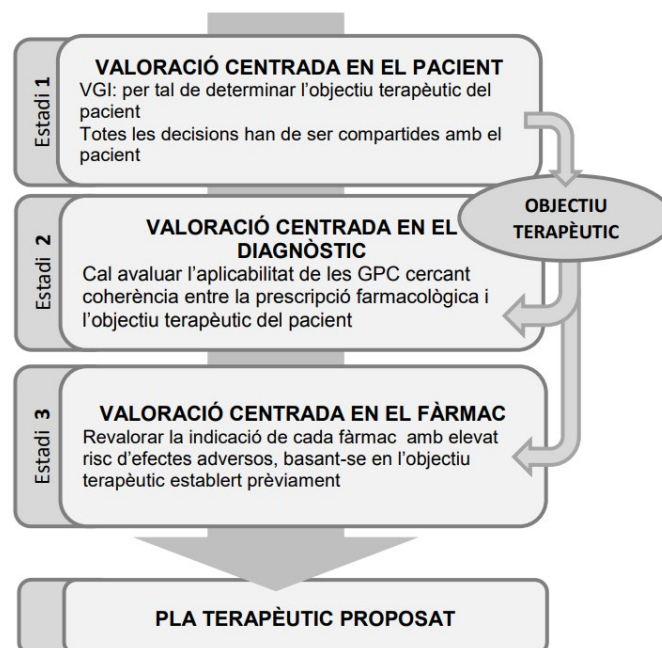 Estadi 1
VALORACIÓ CENTRADA EN EL PACIENT
VGI: per tal de determinar l'objectiu terapèutic del
pacient
Totes les decisions han de ser compartides amb el
pacient
OBJECTIU
TERAPÈUTIC
Estadi 2
VALORACIÓ CENTRADA EN EL
DIAGNÒSTIC
Cal avaluar l'aplicabilitat de les GPC cercant
coherència entre la prescripció farmacològica i
l'objectiu terapèutic del pacient
Estadi 3
VALORACIÓ CENTRADA EN EL FÀRMAC
Revalorar la indicació de cada fàrmac amb elevat
risc d'efectes adversos, basant-se en l'objectiu
terapèutic establert prèviament
PLA TERAPÈUTIC PROPOSAT